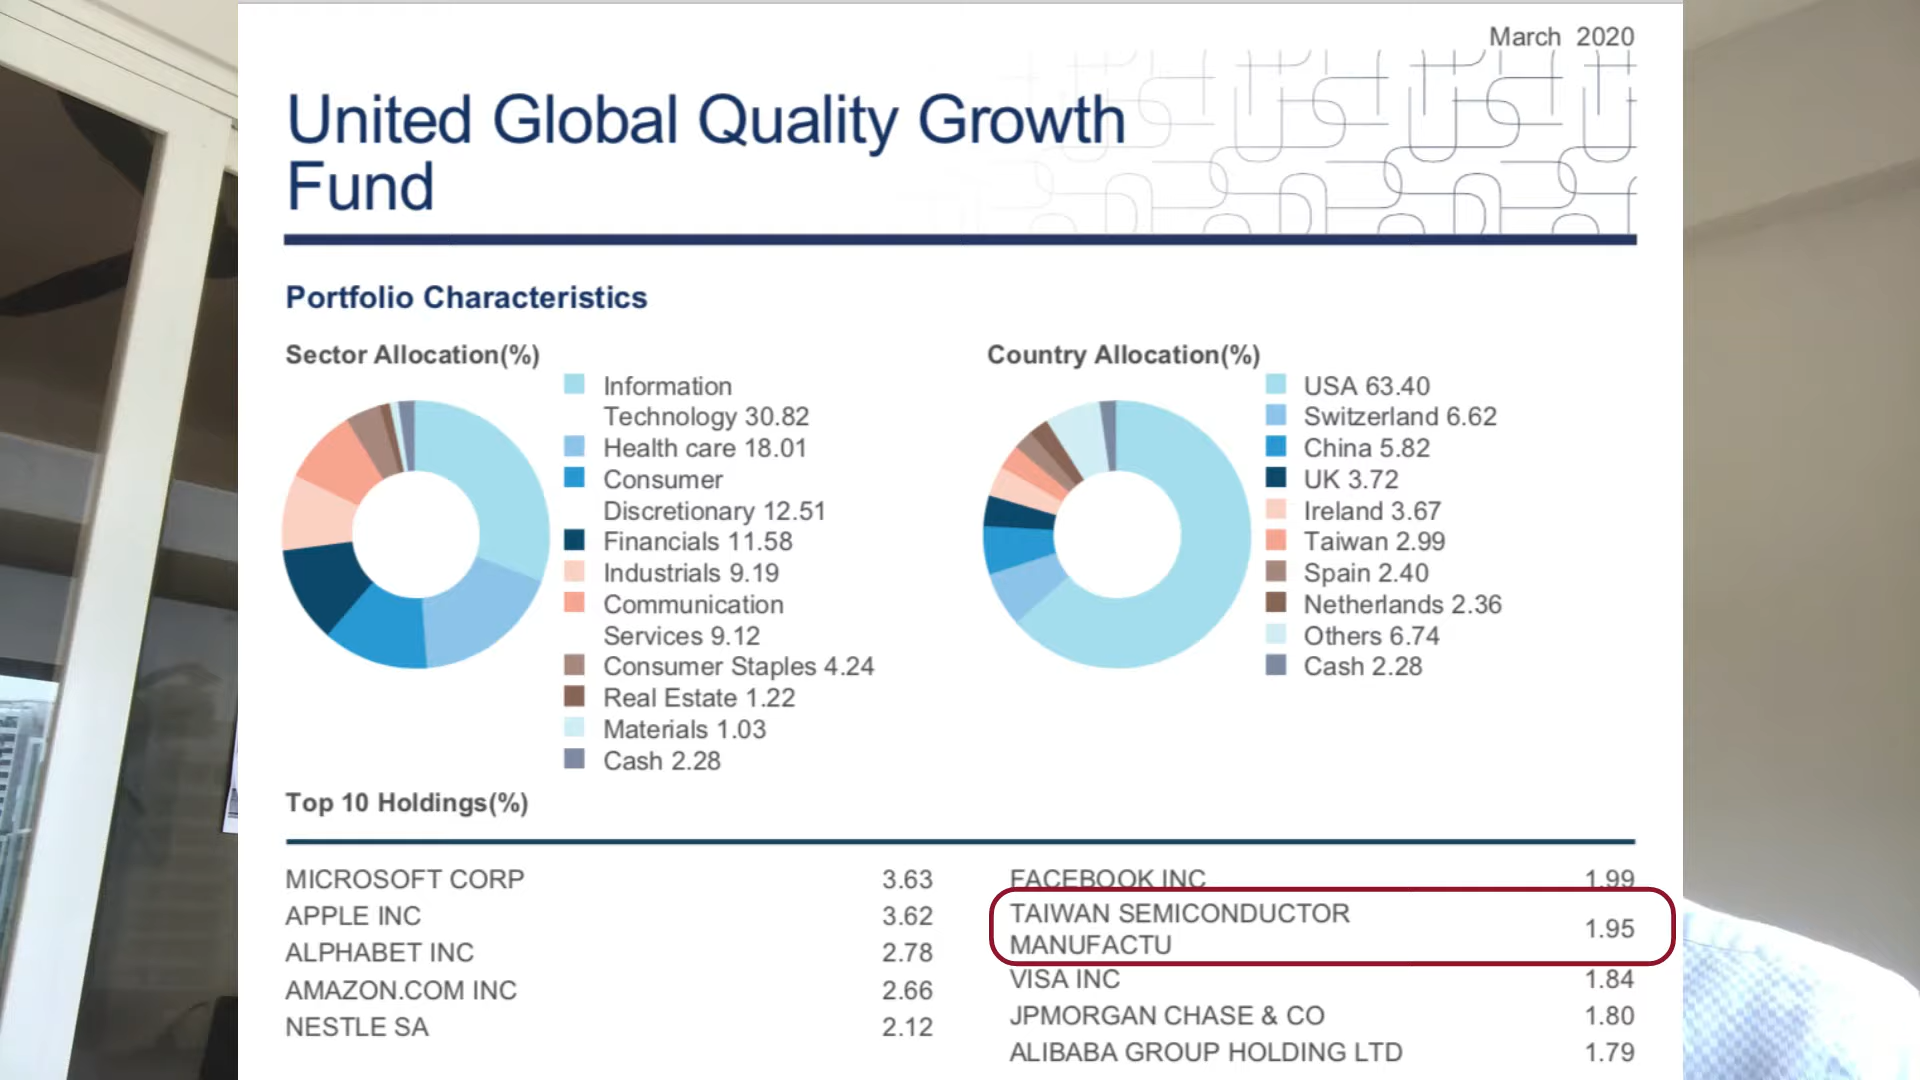 March 2020
United Global Quality Growth
Fund
Portfolio Characteristics
Sector Allocation(%)
Information
Technology 30.82
Health care 18.01
Consumer
Discretionary 12.51
Financials 11.58
Industrials 9.19
Communication
Services 9.12
Consumer Staples 4.24
Real Estate 1.22
Materials 1.03
Cash 2.28
Country Allocation(%)
USA 63.40
Switzerland 6.62
China 5.82
UK 3.72
Ireland 3.67
Taiwan 2.99
Spain 2.40
Netherlands 2.36
Others 6.74
Cash 2.28
Top 10 Holdings(%)
MICROSOFT CORP 3.63
APPLE INC 3.62
ALPHABET INC 2.78
AMAZON.COM INC 2.66
NESTLE SA 2.12
FACEBOOK INC 1.99
TAIWAN SEMICONDUCTOR
MANUFACTU 1.95
VISA INC 1.84
JPMORGAN CHASE & CO 1.80
ALIBABA GROUP HOLDING LTD 1.79